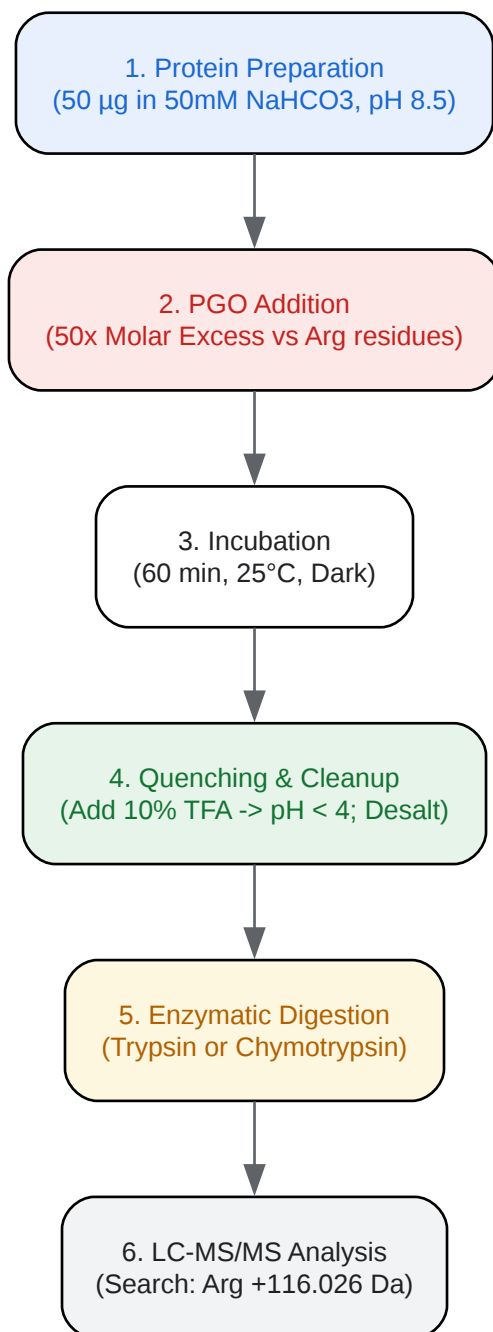 1. Protein Preparation
(50 µg in 50mM NaHCO3, pH 8.5)
2. PGO Addition
(50x Molar Excess vs Arg residues)
3. Incubation
(60 min, 25°C, Dark)
4. Quenching & Cleanup
(Add 10% TFA -> pH < 4; Desalt)
5. Enzymatic Digestion
(Trypsin or Chymotrypsin)
6. LC-MS/MS Analysis
(Search: Arg +116.026 Da)